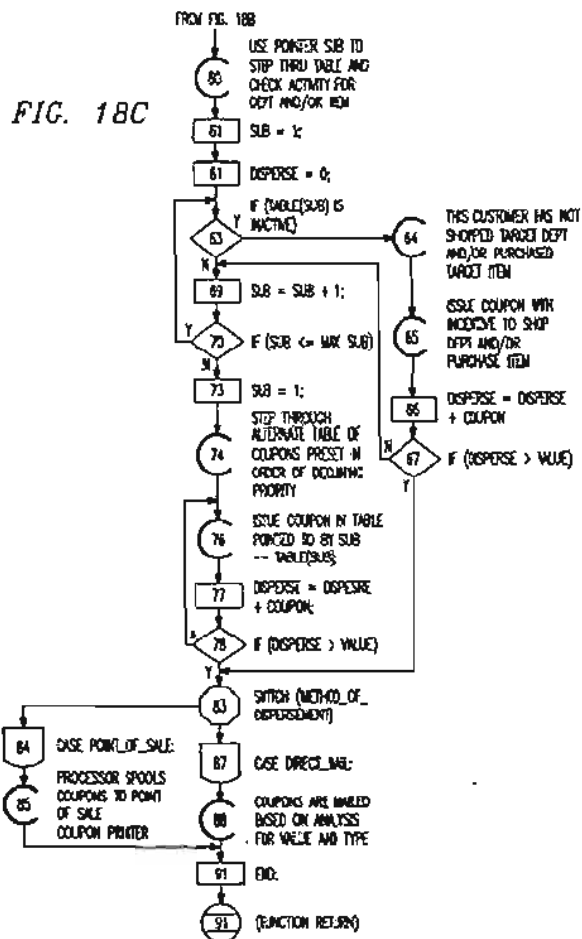 FROM FIG. 18B
FIG. 18C
60
USE POINTER SUB TO
STEP THRU TABLE AND
CHECK ACTIVITY FOR
DEPT AND/OR ITEM
61
SUB = 1;
61
DISPERSE = 0;
IF (TABLE(SUB) IS
INACTIVE)
63
Y
N
64
THIS CUSTOMER HAS NOT
SHOPPED TARGET DEPT
AND/OR PURCHASED
TARGET ITEM
69
SUB = SUB + 1;
65
ISSUE COUPON WITH
INCENTIVE TO SHOP
DEPT AND/OR
PURCHASE ITEM
Y
70
IF (SUB <= MAX SUB)
N
73
SUB = 1;
66
DISPERSE = DISPERSE
+ COUPON
N
67
IF (DISPERSE > VALUE)
Y
74
STEP THROUGH
ALTERNATE TABLE OF
COUPONS PRESET IN
ORDER OF DECLINING
PRIORITY
76
ISSUE COUPON IN TABLE
POINTED TO BY SUB
-- TABLE(SUB);
77
DISPERSE = DISPESRE
+ COUPON;
78
IF (DISPERSE > VALUE)
Y
83
SWITCH (METHOD_OF_
DISPERSEMENT)
84
CASE POINT_OF_SALE:
87
CASE DIRECT_MAIL:
85
PROCESSOR SPOOLS
COUPONS TO POINT
OF SALE
COUPON PRINTER
88
COUPONS ARE MAILED
BASED ON ANALYSIS
FOR VALUE AND TYPE
91
END;
91
(FUNCTION RETURN)